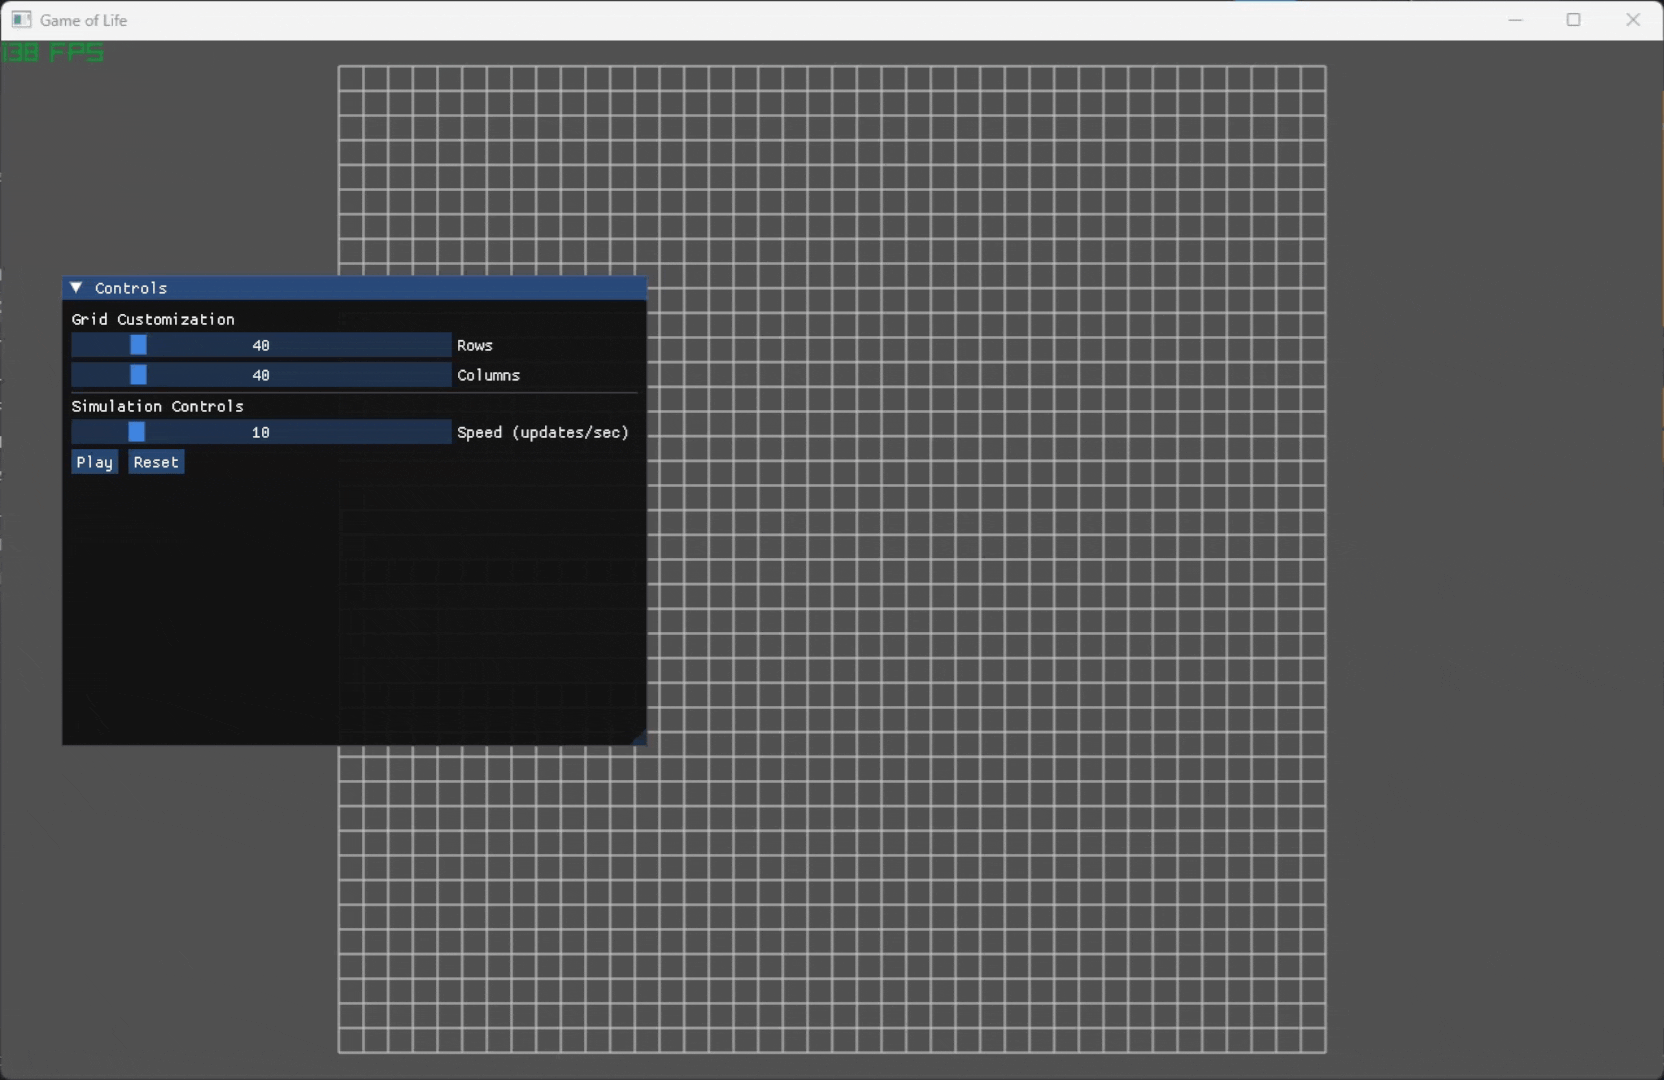 Game of Life
138 FPS
Controls
Grid Customization
40 Rows
40 Columns
Simulation Controls
10 Speed (updates/sec)
Play Reset